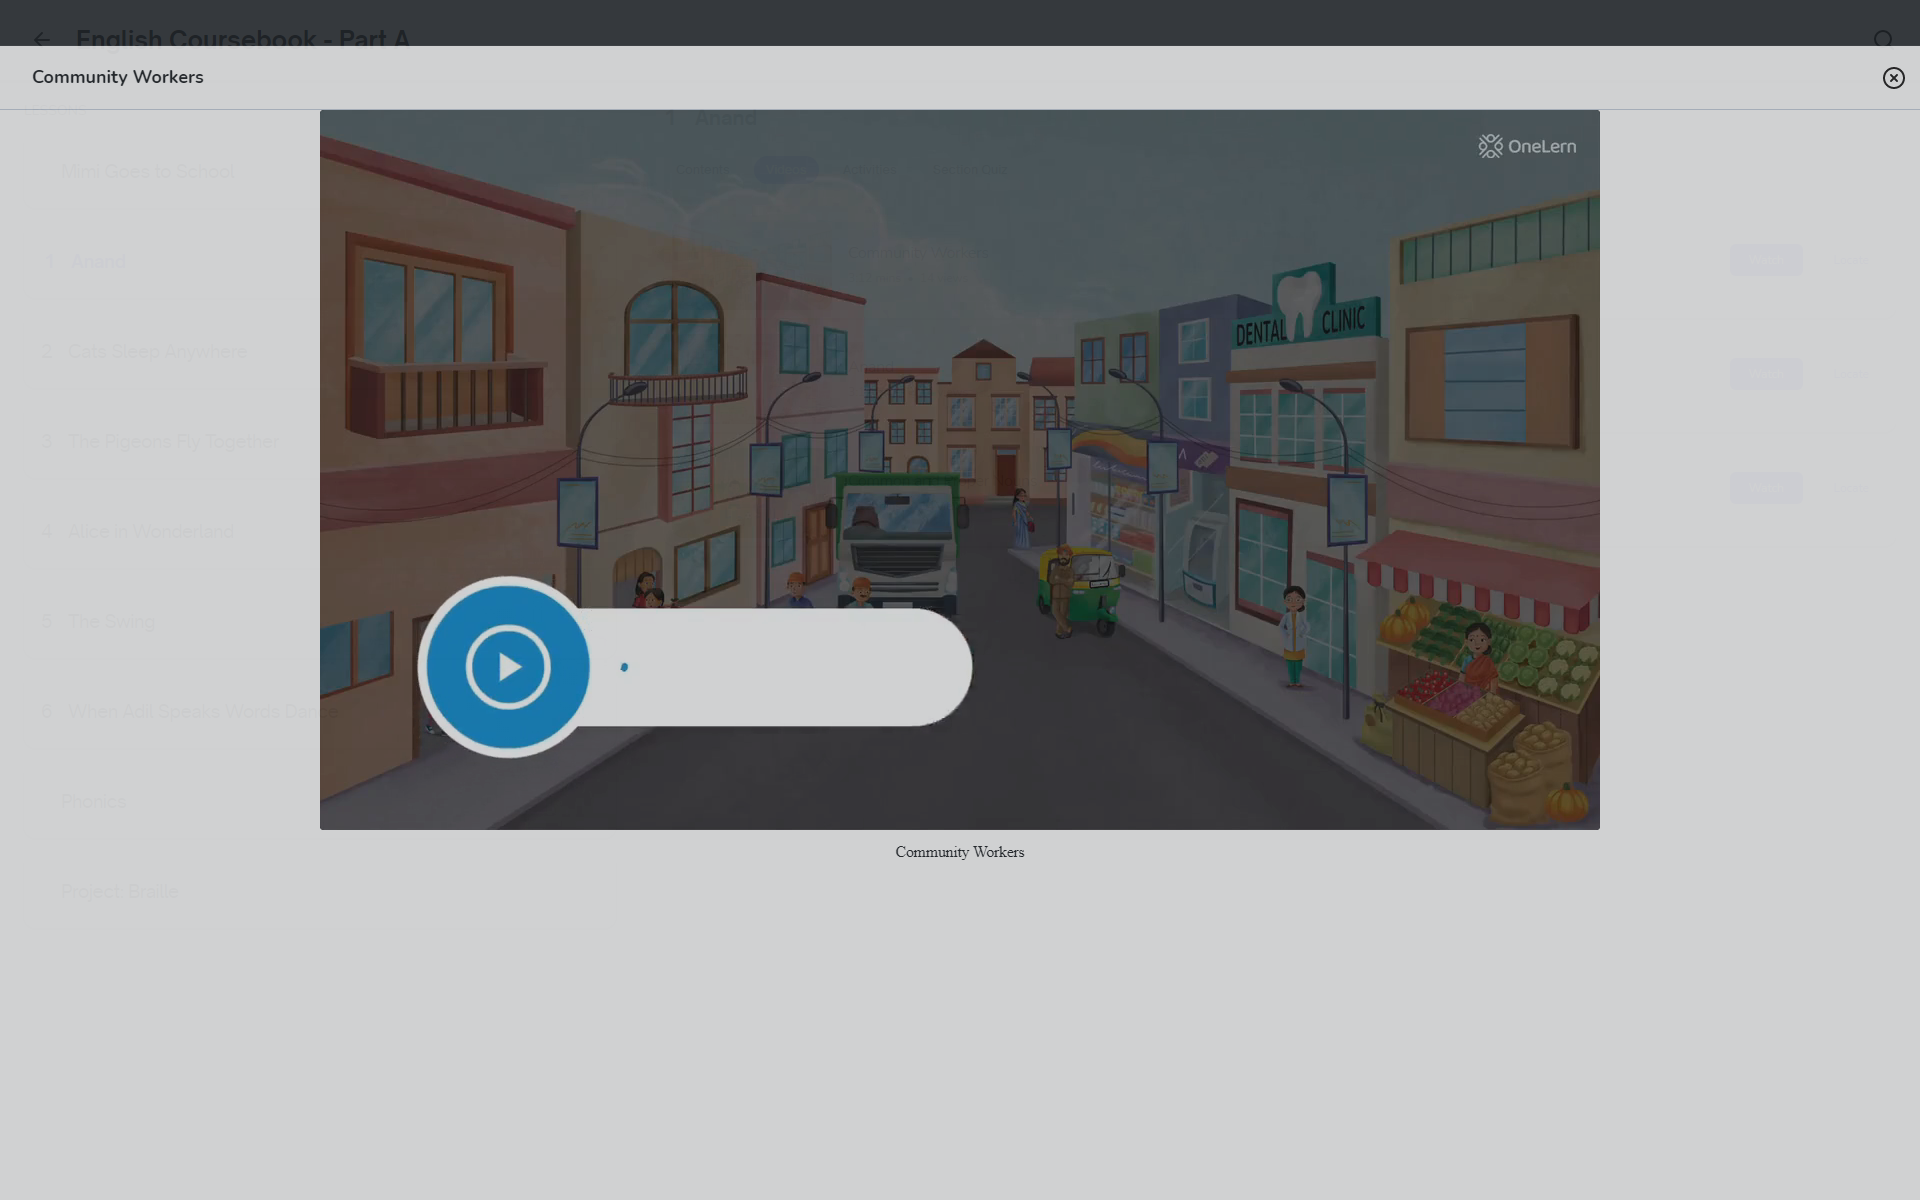 English Coursebook - Part A
Community Workers
1 Anand
Mimi Goes to School
1 Anand
2 Cats Sleep Anywhere
3 The Pigeons Fly Together
4 Alice in Wonderland
5 The Swing
6 When Adil Speaks Words Dance
Phonics
Project: Braille
OneLern
Community Workers
DENTAL CLINIC
Community Workers